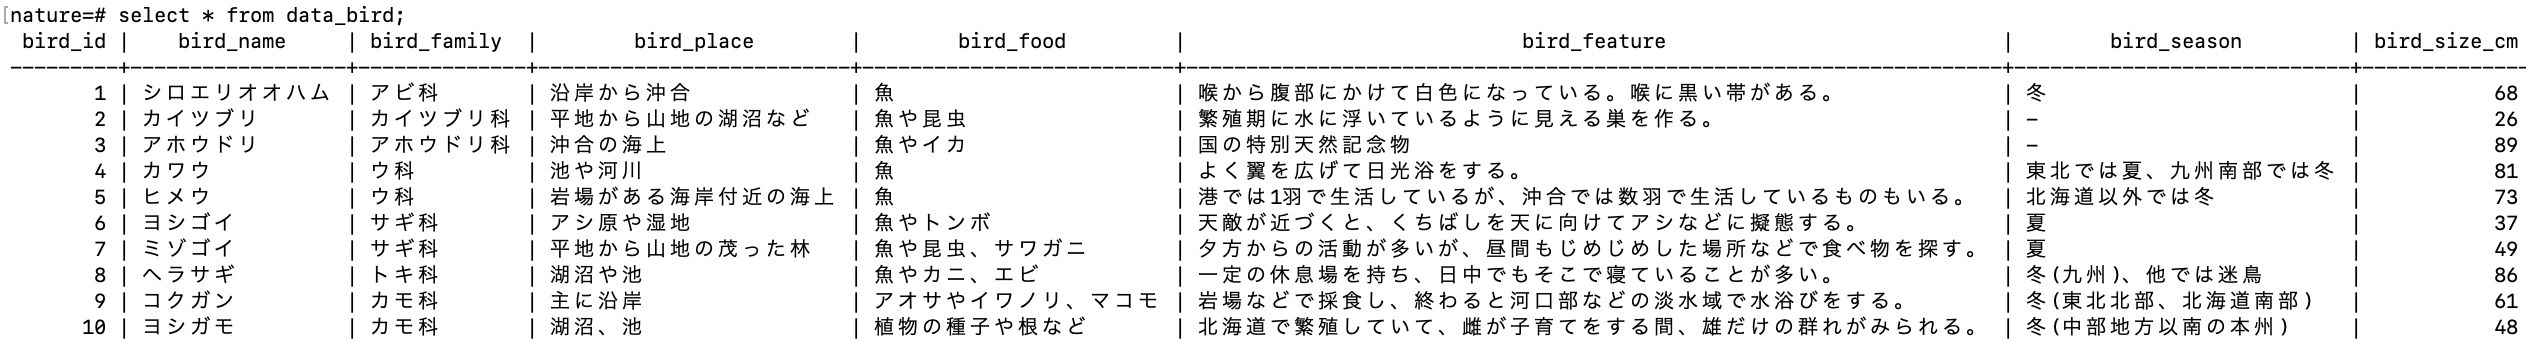 nature=# select * from data_bird;
bird_id | bird_name | bird_family | bird_place | bird_food | bird_feature | bird_season | bird_size_cm
1 | シロエリオオハム | アビ科 | 沿岸から沖合 | 魚 | 喉から腹部にかけて白色になっている。喉に黒い帯がある。 | 冬 | 68
2 | カイツブリ | カイツブリ科 | 平地から山地の湖沼など | 魚や昆虫 | 繁殖期に水に浮いているように見える巣を作る。 | - | 26
3 | アホウドリ | アホウドリ科 | 沖合の海上 | 魚やイカ | 国の特別天然記念物 | - | 89
4 | カワウ | ウ科 | 池や河川 | 魚 | よく翼を広げて日光浴をする。 | 東北では夏、九州南部では冬 | 81
5 | ヒメウ | ウ科 | 岩場がある海岸付近の海上 | 魚 | 港では1羽で生活しているが、沖合では数羽で生活しているものもいる。 | 北海道以外では冬 | 73
6 | ヨシゴイ | サギ科 | アシ原や湿地 | 魚やトンボ | 天敵が近づくと、くちばしを天に向けてアシなどに擬態する。 | 夏 | 37
7 | ミゾゴイ | サギ科 | 平地から山地の茂った林 | 魚や昆虫、サワガニ | 夕方からの活動が多いが、昼間もじめじめした場所などで食べ物を探す。 | 夏 | 49
8 | ヘラサギ | トキ科 | 湖沼や池 | 魚やカニ、エビ | 一定の休息場を持ち、日中でもそこで寝ていることが多い。 | 冬(九州)、他では迷鳥 | 86
9 | コクガン | カモ科 | 主に沿岸 | アオサやイワノリ、マコモ | 岩場などで採食し、終わると河口部などの淡水域で水浴びをする。 | 冬(東北北部、北海道南部) | 61
10 | ヨシガモ | カモ科 | 湖沼、池 | 植物の種子や根など | 北海道で繁殖していて、雌が子育てをする間、雄だけの群れがみられる。 | 冬(中部地方以南の本州) | 48